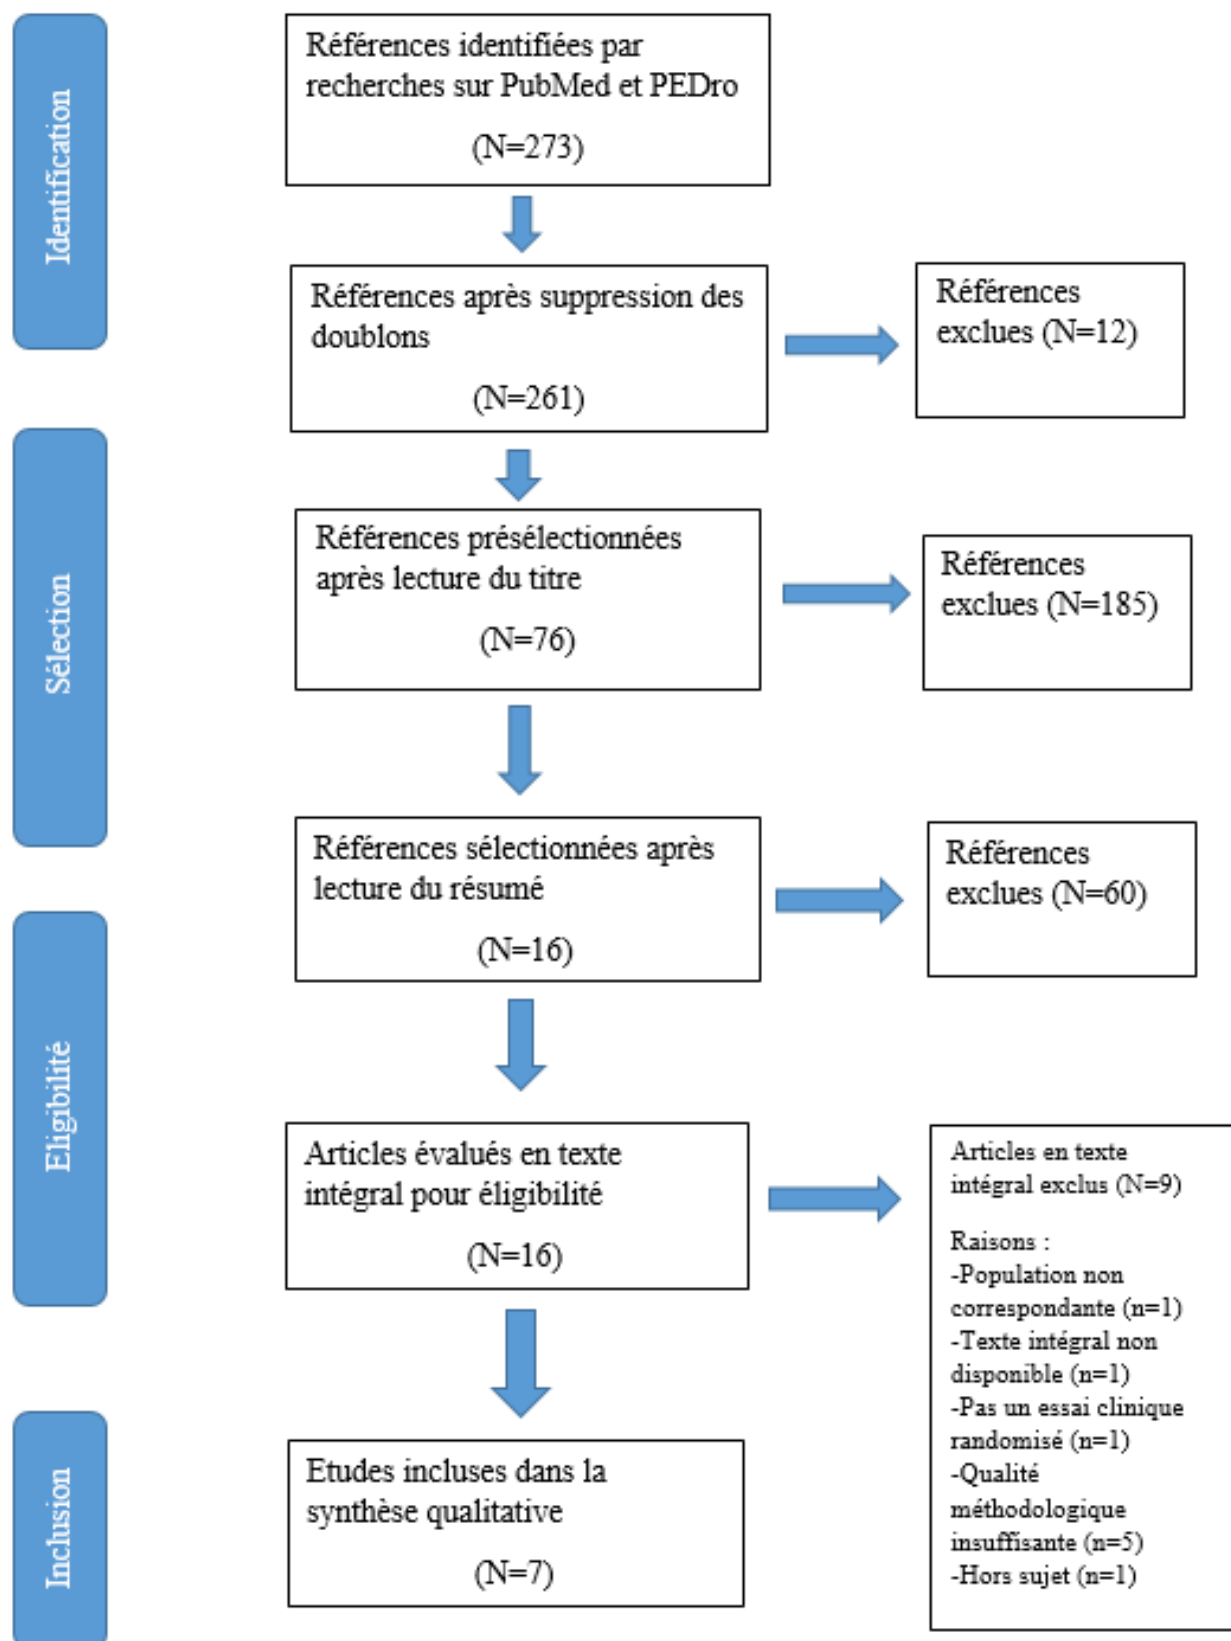 Identification
Références identifiées par
recherches sur PubMed et PEDro
(N=273)
Références après suppression des
doublons
(N=261)
Références
exclues (N=12)
Sélection
Références présélectionnées
après lecture du titre
(N=76)
Références
exclues (N=185)
Références sélectionnées après
lecture du résumé
(N=16)
Références
exclues (N=60)
Eligibilité
Articles évalués en texte
intégral pour éligibilité
(N=16)
Articles en texte
intégral exclus (N=9)
Raisons :
-Population non
correspondante (n=1)
-Texte intégral non
disponible (n=1)
-Pas un essai clinique
randomisé (n=1)
-Qualité
méthodologique
insuffisante (n=5)
-Hors sujet (n=1)
Inclusion
Etudes incluses dans la
synthèse qualitative
(N=7)